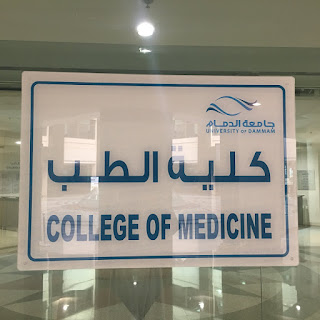 جامعة الدمام
UNIVERSITY OF DAMMAM
كلية الطب
COLLEGE OF MEDICINE